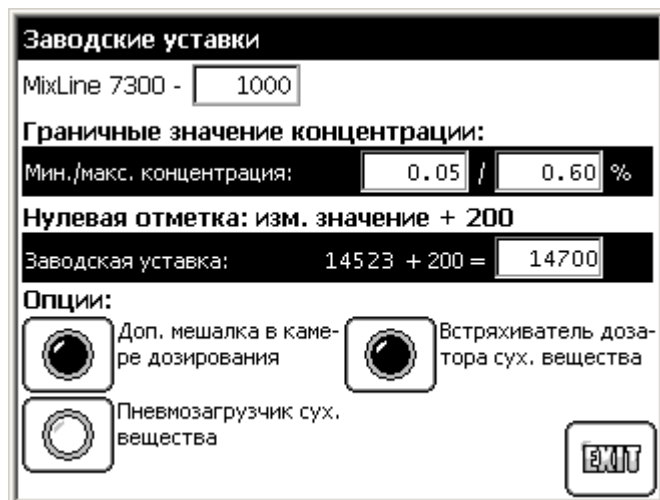 Заводские уставки
MixLine 7300 - 1000
Граничные значение концентрации:
Мин./макс. концентрация: 0.05 / 0.60 %
Нулевая отметка: изм. значение + 200
Заводская уставка: 14523 + 200 = 14700
Опции:
Доп. мешалка в каме-
ре дозирования
Встряхиватель доза-
тора сух. вещества
Пневмозагрузчик сух.
вещества
EXIT